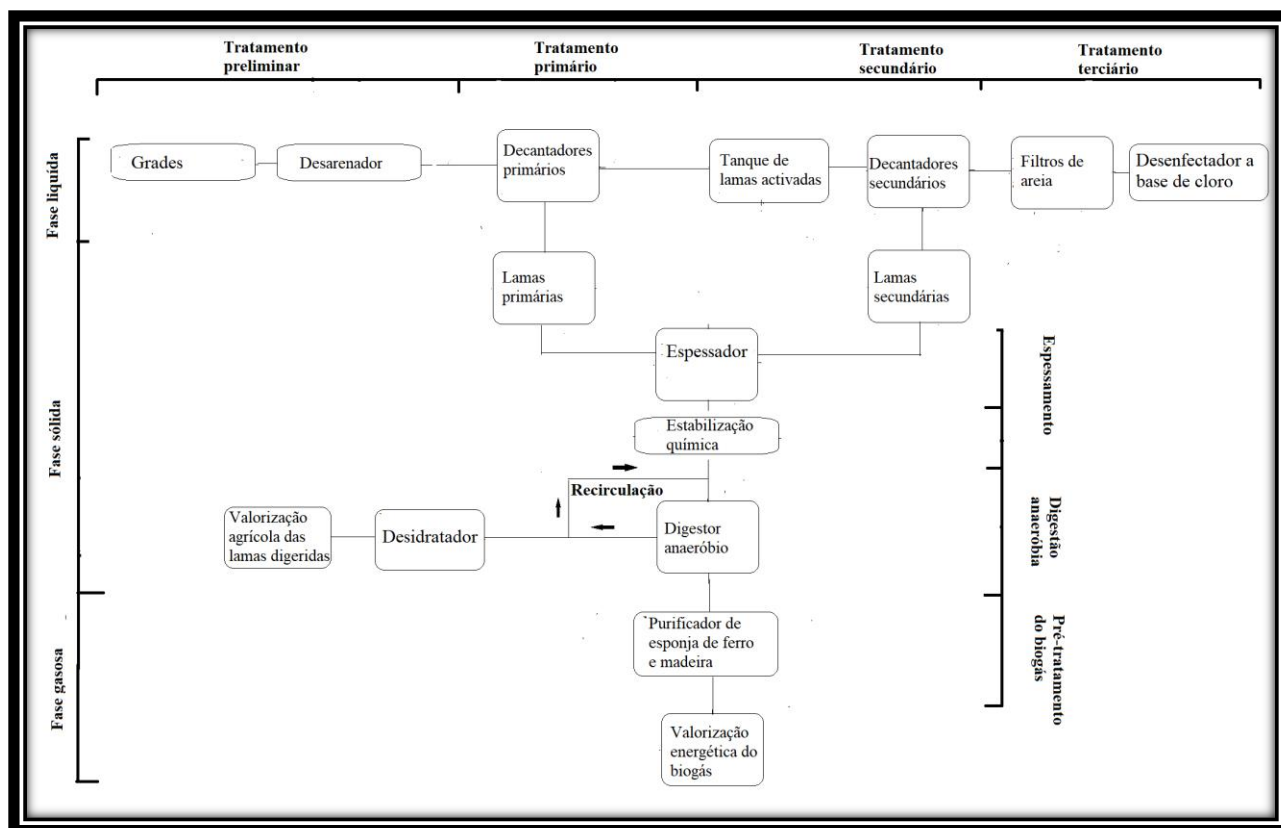 Tratamento
preliminar
Tratamento
primário
Tratamento
secundário
Tratamento
terciário
Fase liquída
Grades
Desarenador
Decantadores
primários
Tanque de
lamas activadas
Decantadores
secundários
Filtros de
areia
Desenfectador a
base de cloro
Lamas
primárias
Lamas
secundárias
Fase sólida
Espessador
Espessamento
Estabilização
química
Recirculação
Valorização
agrícola das
lamas digeridas
Desidratador
Digestor
anaeróbio
Digestão
anaeróbia
Fase gasosa
Purificador de
esponja de ferro
e madeira
Pré-tratamento
do biogás
Valorização
energética do
biogás